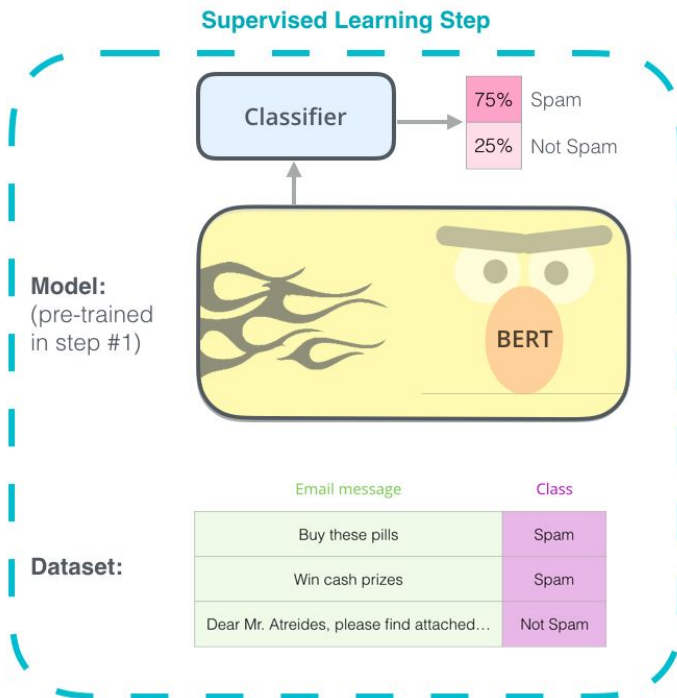 Supervised Learning Step
Classifier
75% Spam
25% Not Spam
Model:
(pre-trained
in step #1)
BERT
Email message Class
Buy these pills Spam
Dataset:
Win cash prizes Spam
Dear Mr. Atreides, please find attached... Not Spam